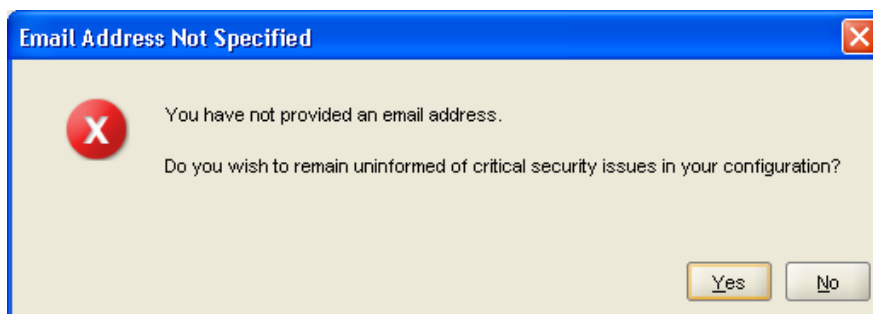 Email Address Not Specified
You have not provided an email address.
Do you wish to remain uninformed of critical security issues in your configuration?
Yes
No